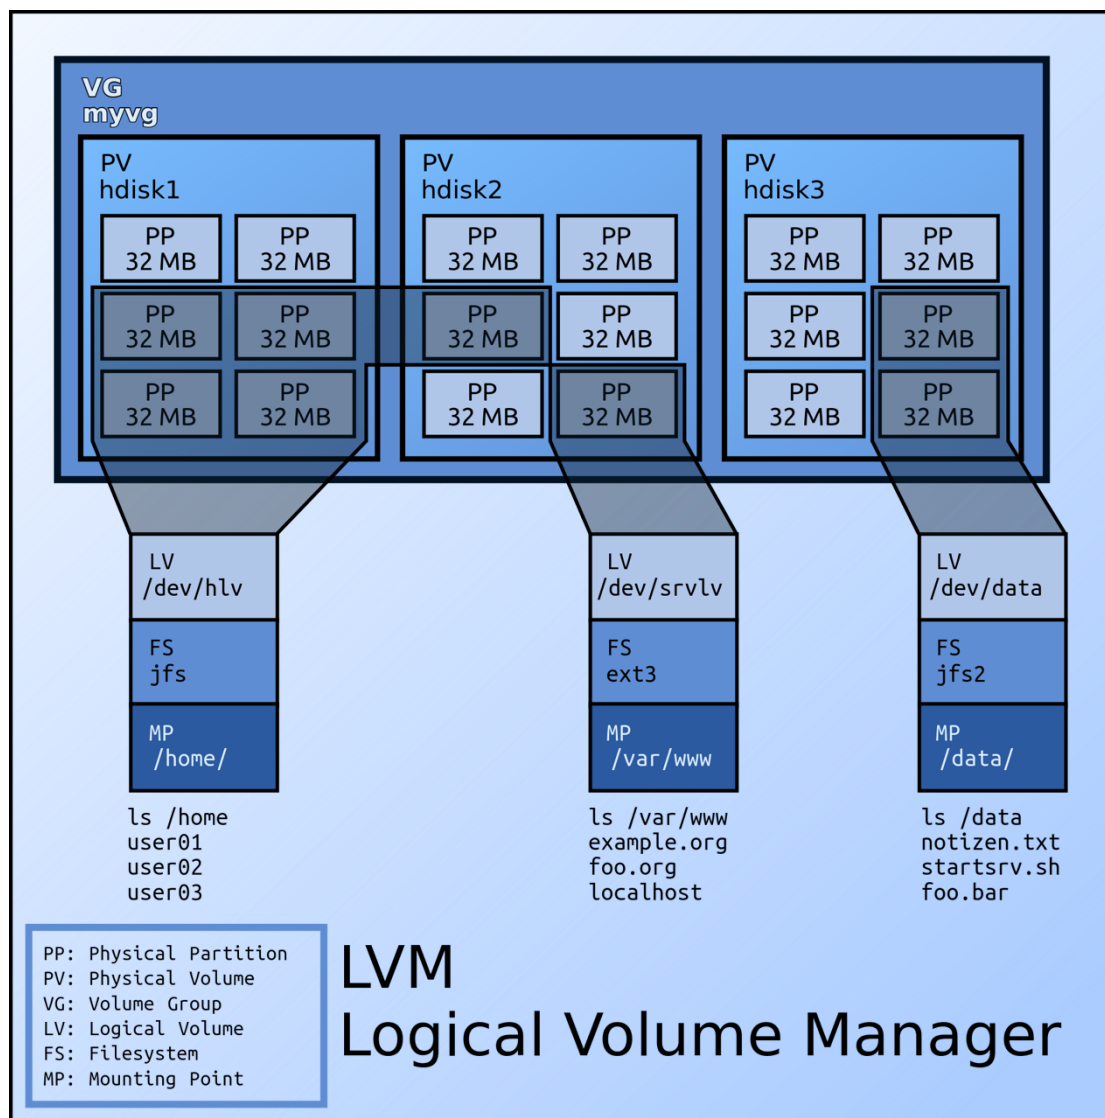 VG
myvg
PV
hdisk1
PP
32 MB
PP
32 MB
PP
32 MB
PP
32 MB
PP
32 MB
PP
32 MB
PV
hdisk2
PP
32 MB
PP
32 MB
PP
32 MB
PP
32 MB
PP
32 MB
PP
32 MB
PV
hdisk3
PP
32 MB
PP
32 MB
PP
32 MB
PP
32 MB
PP
32 MB
PP
32 MB
LV
/dev/hlv
FS
jfs
MP
/home/
ls /home
user01
user02
user03
LV
/dev/srvlv
FS
ext3
MP
/var/www
ls /var/www
example.org
foo.org
localhost
LV
/dev/data
FS
jfs2
MP
/data/
ls /data
notizen.txt
startsrv.sh
foo.bar
PP: Physical Partition
PV: Physical Volume
VG: Volume Group
LV: Logical Volume
FS: Filesystem
MP: Mounting Point
LVM
Logical Volume Manager